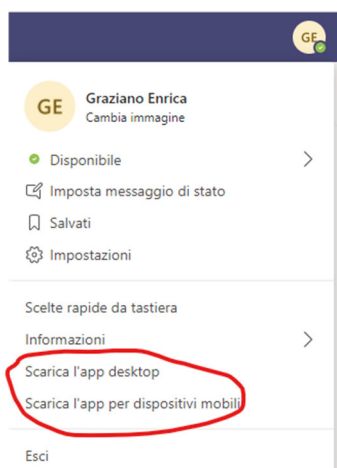 GE
GE
Graziano Enrica
Cambia immagine
Disponibile
Imposta messaggio di stato
Salvati
Impostazioni
Scelte rapide da tastiera
Informazioni
Scarica l'app desktop
Scarica l'app per dispositivi mobili
Esci